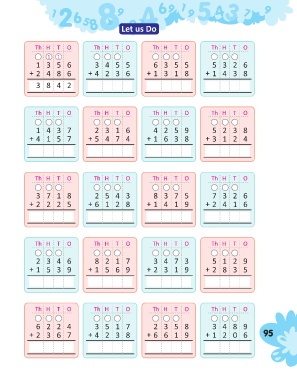 Let us Do
Th H T O Th H T O Th H T O Th H T O
1 3 5 6 3 4 5 5 6 3 5 5 5 3 2 6
+ 2 4 8 6 + 4 2 3 6 + 1 3 1 8 + 1 6 3 8
3 8 4 2
Th H T O Th H T O Th H T O Th H T O
1 4 3 7 2 3 1 6 4 2 5 9 5 2 3 8
+ 4 1 5 7 + 5 4 7 4 + 6 3 1 8 + 3 2 1 4
Th H T O Th H T O Th H T O Th H T O
3 7 1 8 2 5 4 3 8 3 5 7 7 3 2 6
+ 2 2 2 5 + 6 1 2 8 + 1 4 1 9 + 2 4 1 6
Th H T O Th H T O Th H T O Th H T O
2 3 4 6 8 2 1 7 3 4 7 3 5 1 2 9
+ 1 5 3 9 + 1 5 6 9 + 2 3 1 9 + 2 8 3 5
Th H T O Th H T O Th H T O Th H T O
6 2 2 4 3 5 1 7 2 6 6 6 3 4 8 9
+ 2 3 6 7 + 4 2 3 8 + 6 5 1 9 + 1 2 0 6
95